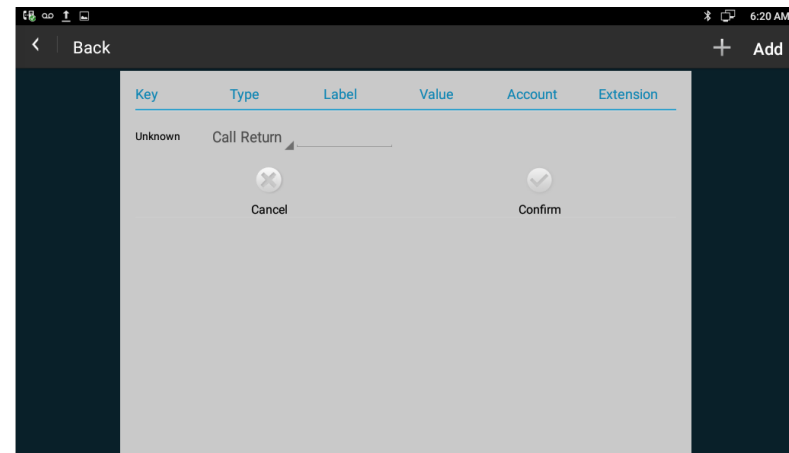 6:20 AM
Back
Add
Key Type Label Value Account Extension
Unknown Call Return
Cancel Confirm